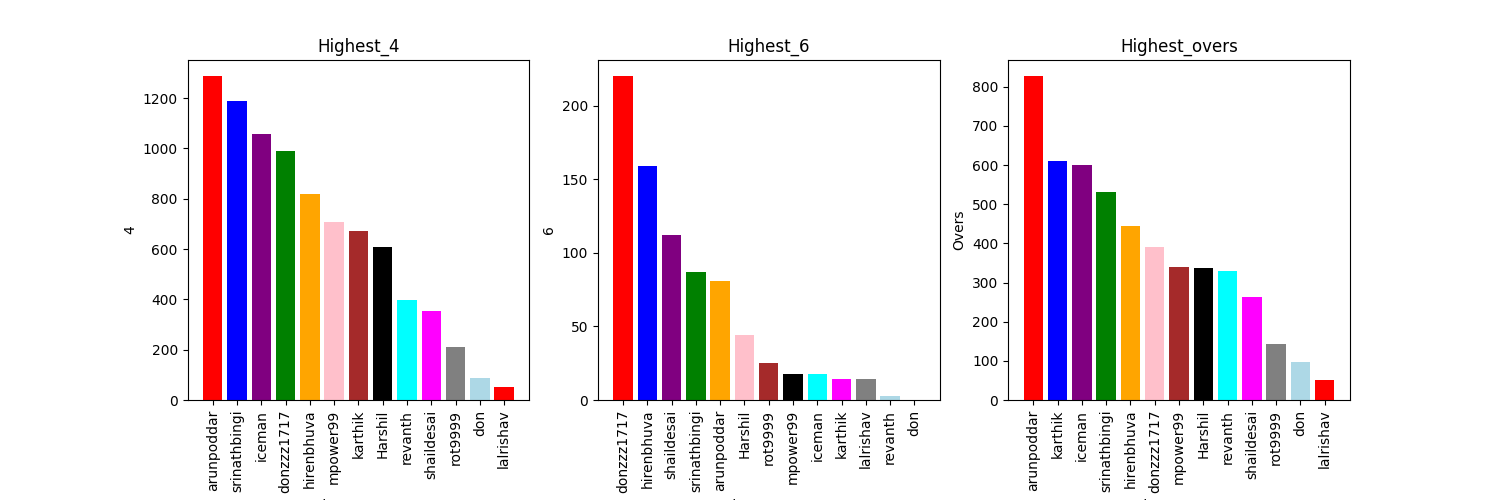 Highest_4
1200
1000
800
600
400
200
0
4
arunpoddar
srinathbingi
iceman
donzzz1717
hirenbhuva
mpower99
karthik
Harshil
revanth
shaildesai
rot9999
don
lalrishav
Highest_6
200
150
100
50
0
6
donzzz1717
hirenbhuva
shaildesai
srinathbingi
arunpoddar
Harshil
rot9999
mpower99
iceman
karthik
lalrishav
revanth
don
Highest_overs
800
700
600
500
400
300
200
100
0
Overs
arunpoddar
karthik
iceman
srinathbingi
hirenbhuva
donzzz1717
mpower99
Harshil
revanth
shaildesai
rot9999
don
lalrishav